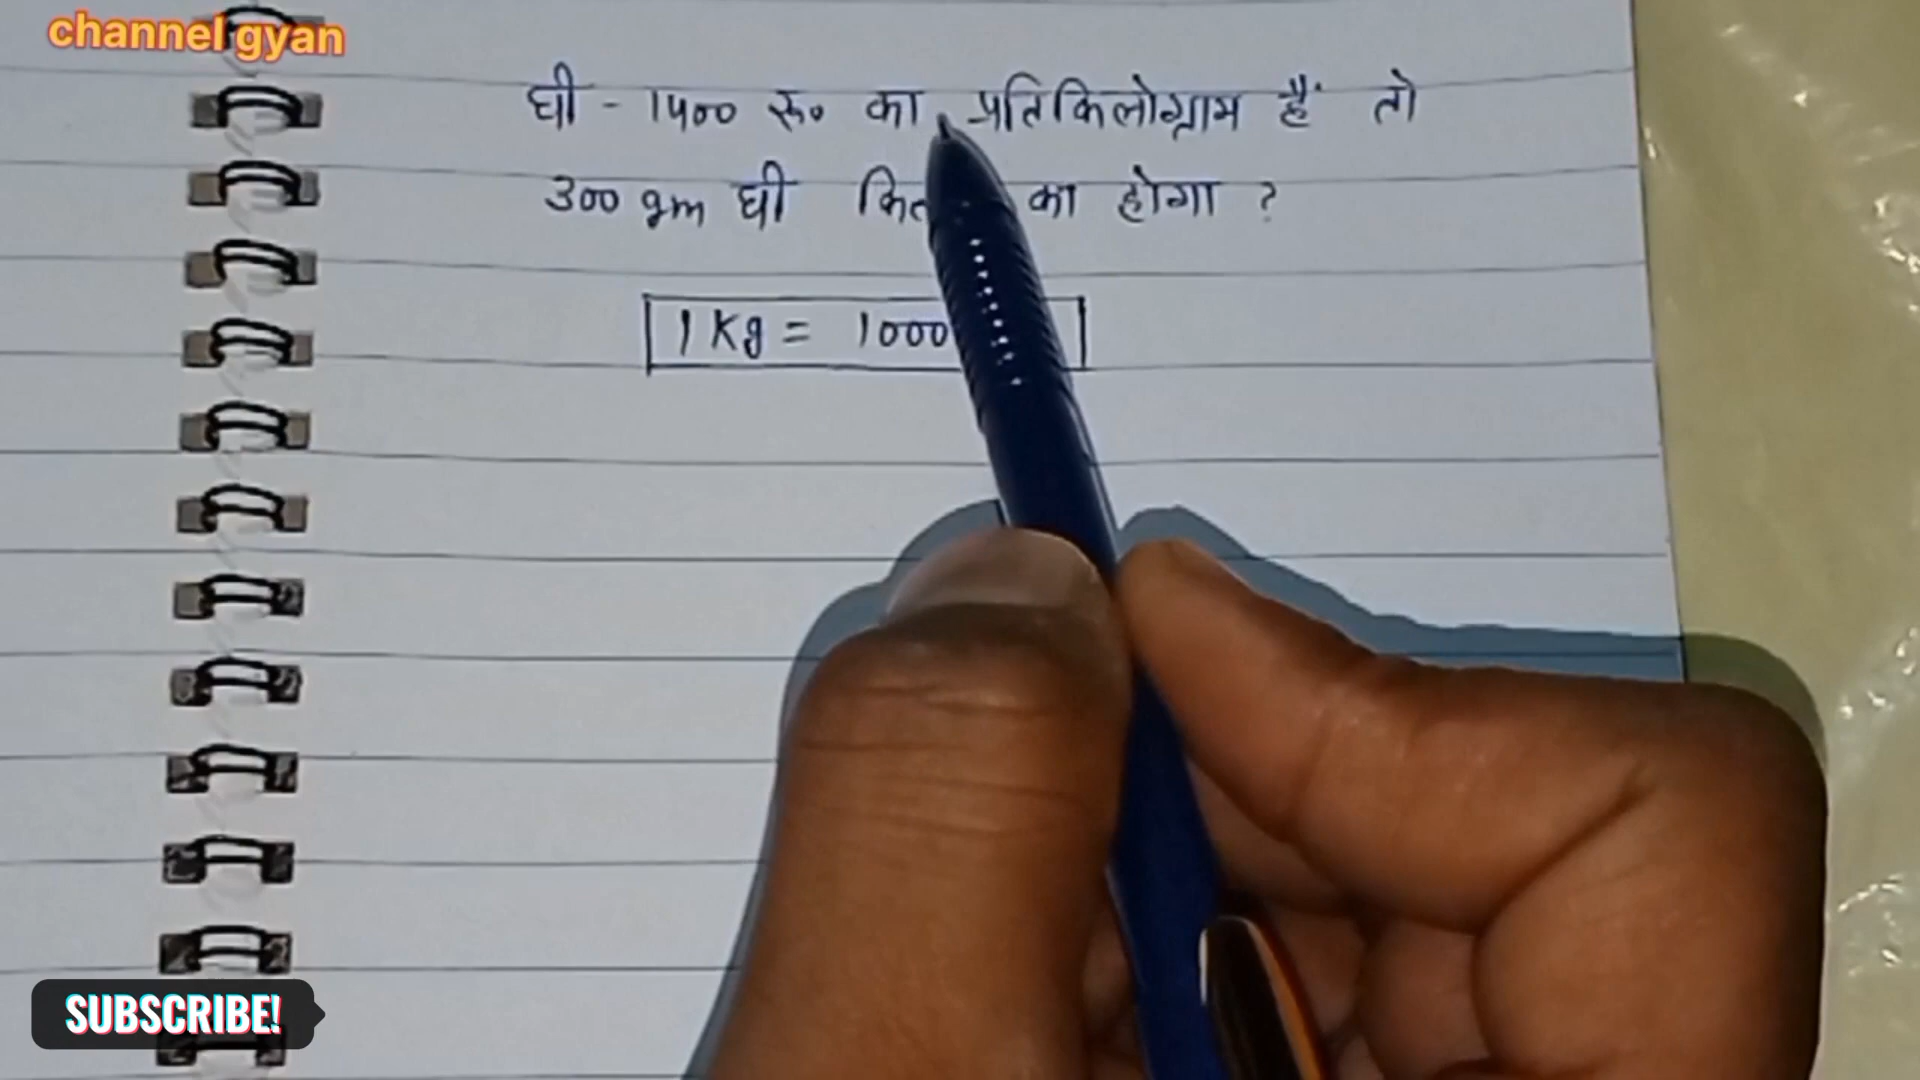 channel gyan
घी - 1500 रू० का प्रतिकिलोग्राम हैं तो
300 gm घी का होगा ?
1 Kg = 1000
SUBSCRIBE!